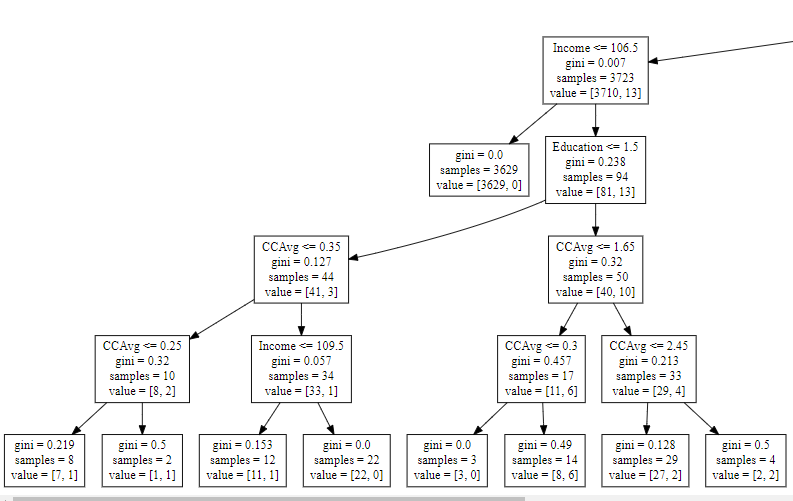 Income <= 106.5
gini = 0.007
samples = 3723
value = [3710, 13]
gini = 0.0
samples = 3629
value = [3629, 0]
Education <= 1.5
gini = 0.238
samples = 94
value = [81, 13]
CCAvg <= 0.35
gini = 0.127
samples = 44
value = [41, 3]
CCAvg <= 1.65
gini = 0.32
samples = 50
value = [40, 10]
CCAvg <= 0.25
gini = 0.32
samples = 10
value = [8, 2]
Income <= 109.5
gini = 0.057
samples = 34
value = [33, 1]
CCAvg <= 0.3
gini = 0.457
samples = 17
value = [11, 6]
CCAvg <= 2.45
gini = 0.213
samples = 33
value = [29, 4]
gini = 0.219
samples = 8
value = [7, 1]
gini = 0.5
samples = 2
value = [1, 1]
gini = 0.153
samples = 12
value = [11, 1]
gini = 0.0
samples = 22
value = [22, 0]
gini = 0.0
samples = 3
value = [3, 0]
gini = 0.49
samples = 14
value = [8, 6]
gini = 0.128
samples = 29
value = [27, 2]
gini = 0.5
samples = 4
value = [2, 2]